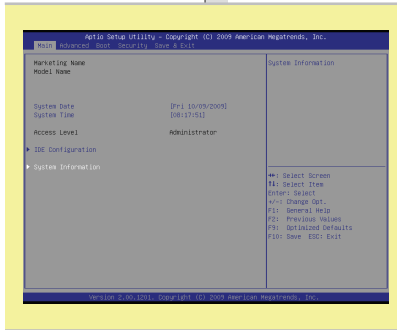 Aptio Setup Utility – Copyright (C) 2009 American Megatrends, Inc.
Main Advanced Boot Security Save & Exit
Marketing Name
Model Name
System Date [Fri 10/09/2009]
System Time [08:17:51]
Access Level Administrator
▶ IDE Configuration
▶ System Information
System Information
↔: Select Screen
↑↓: Select Item
Enter: Select
+/-: Change Opt.
F1: General Help
F2: Previous Values
F9: Optimized Defaults
F10: Save ESC: Exit
Version 2.00.1201. Copyright (C) 2009 American Megatrends, Inc.